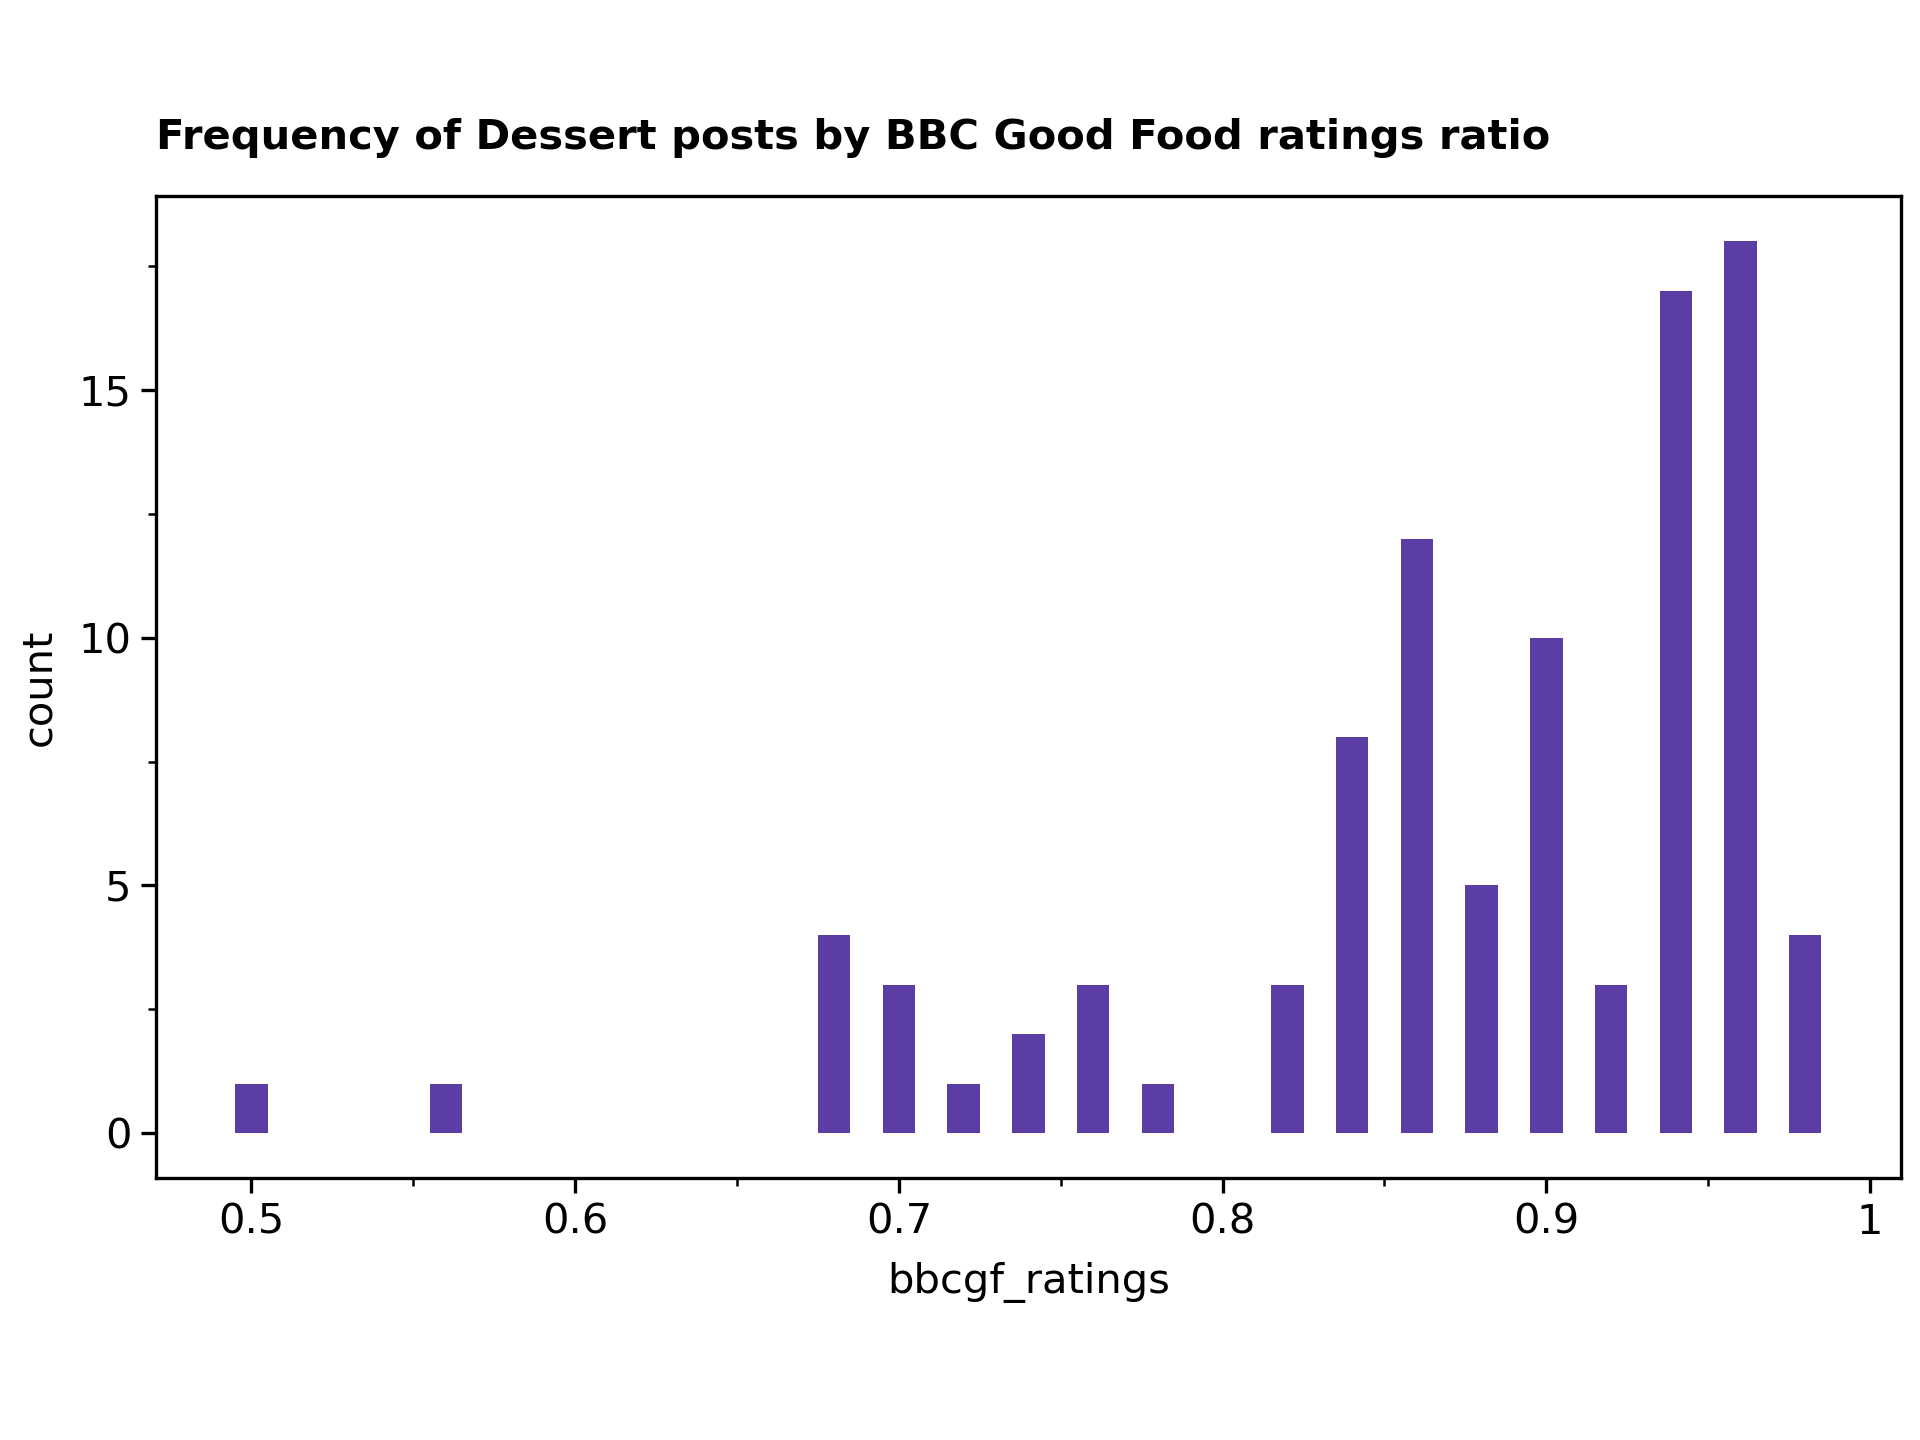 Frequency of Dessert posts by BBC Good Food ratings ratio
15
10
5
0
count
0.5 0.6 0.7 0.8 0.9 1
bbcgf_ratings